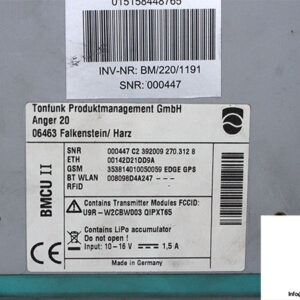 015158448765
INV-NR: BM/220/1191
SNR: 000447
Tonfunk Produktmanagement GmbH
Anger 20
06463 Falkenstein/ Harz
BMCU II
SNR 000447 C2 392009 270.312 8
ETH 00142D21DD9A
GSM 353814010050059 EDGE GPS
BT WLAN 008098D4A247 ---
RFID
Contains Transmitter Modules FCCID:
U9R-W2CBW003 QIPXT65
Contains LiPo accumulator
Do not open !
Input: 10-16 V 1,5 A
Made in Germany